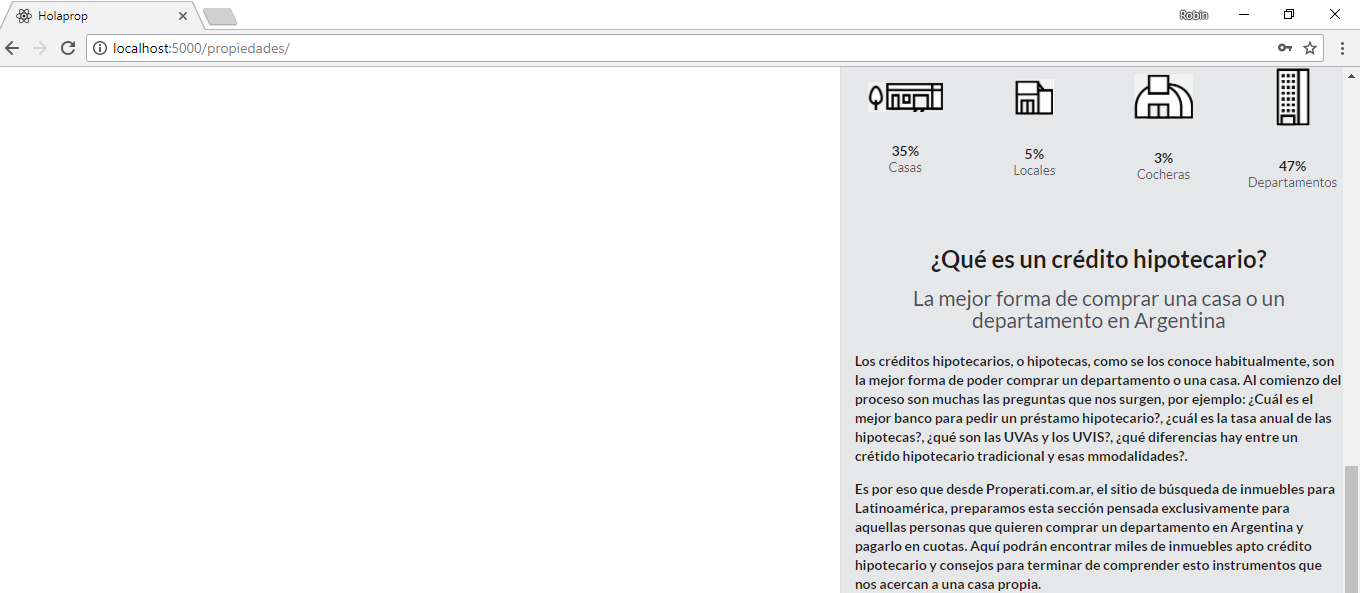 Holaprop
Robin
localhost:5000/propiedades/
35%
Casas
5%
Locales
3%
Cocheras
47%
Departamentos
¿Qué es un crédito hipotecario?
La mejor forma de comprar una casa o un
departamento en Argentina
Los créditos hipotecarios, o hipotecas, como se los conoce habitualmente, son
la mejor forma de poder comprar un departamento o una casa. Al comienzo del
proceso son muchas las preguntas que nos surgen, por ejemplo: ¿Cuál es el
mejor banco para pedir un préstamo hipotecario?, ¿cuál es la tasa anual de las
hipotecas?, ¿qué son las UVAs y los UVIS?, ¿qué diferencias hay entre un
crétido hipotecario tradicional y esas mmodalidades?.
Es por eso que desde Properati.com.ar, el sitio de búsqueda de inmuebles para
Latinoamérica, preparamos esta sección pensada exclusivamente para
aquellas personas que quieren comprar un departamento en Argentina y
pagarlo en cuotas. Aquí podrán encontrar miles de inmuebles apto crédito
hipotecario y consejos para terminar de comprender esto instrumentos que
nos acercan a una casa propia.